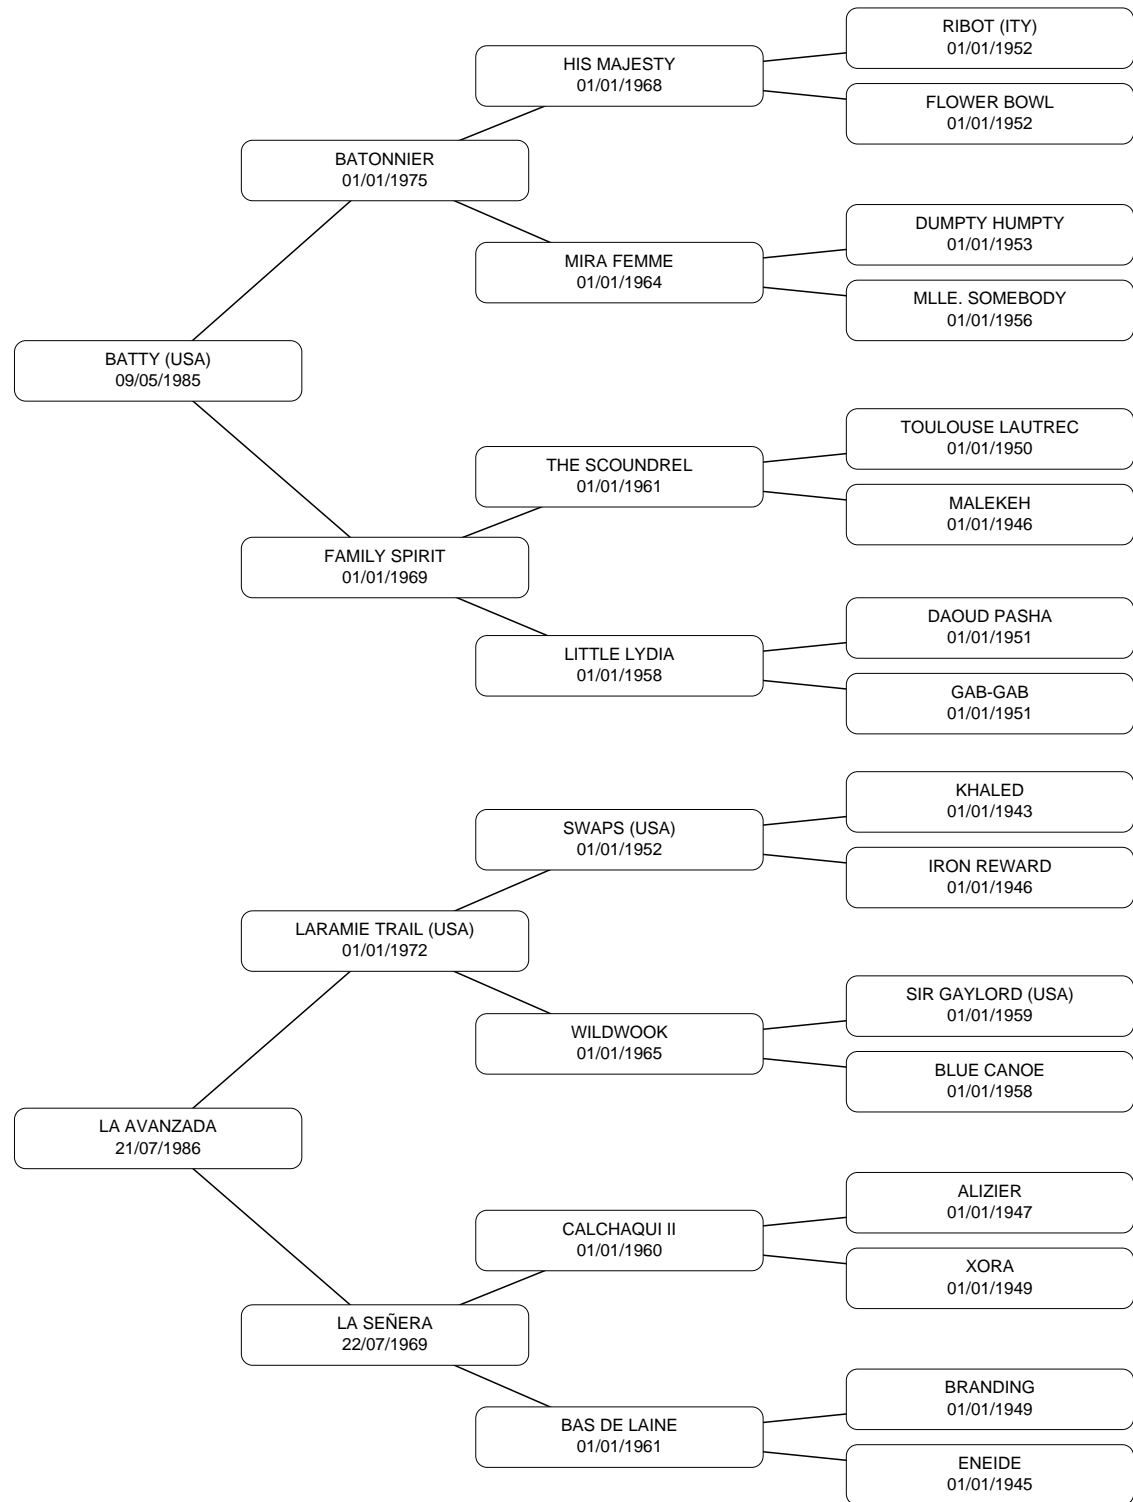 RIBOT (ITY)
01/01/1952
HIS MAJESTY
01/01/1968
FLOWER BOWL
01/01/1952
BATONNIER
01/01/1975
DUMPTY HUMPTY
01/01/1953
MIRA FEMME
01/01/1964
MLLE. SOMEBODY
01/01/1956
BATTY (USA)
09/05/1985
TOULOUSE LAUTREC
01/01/1950
THE SCOUNDREL
01/01/1961
MALEKEH
01/01/1946
FAMILY SPIRIT
01/01/1969
DAOUD PASHA
01/01/1951
LITTLE LYDIA
01/01/1958
GAB-GAB
01/01/1951
KHALED
01/01/1943
SWAPS (USA)
01/01/1952
IRON REWARD
01/01/1946
LARAMIE TRAIL (USA)
01/01/1972
SIR GAYLORD (USA)
01/01/1959
WILDWOOK
01/01/1965
BLUE CANOE
01/01/1958
LA AVANZADA
21/07/1986
ALIZIER
01/01/1947
CALCHAQUI II
01/01/1960
XORA
01/01/1949
LA SEÑERA
22/07/1969
BRANDING
01/01/1949
BAS DE LAINE
01/01/1961
ENEIDE
01/01/1945